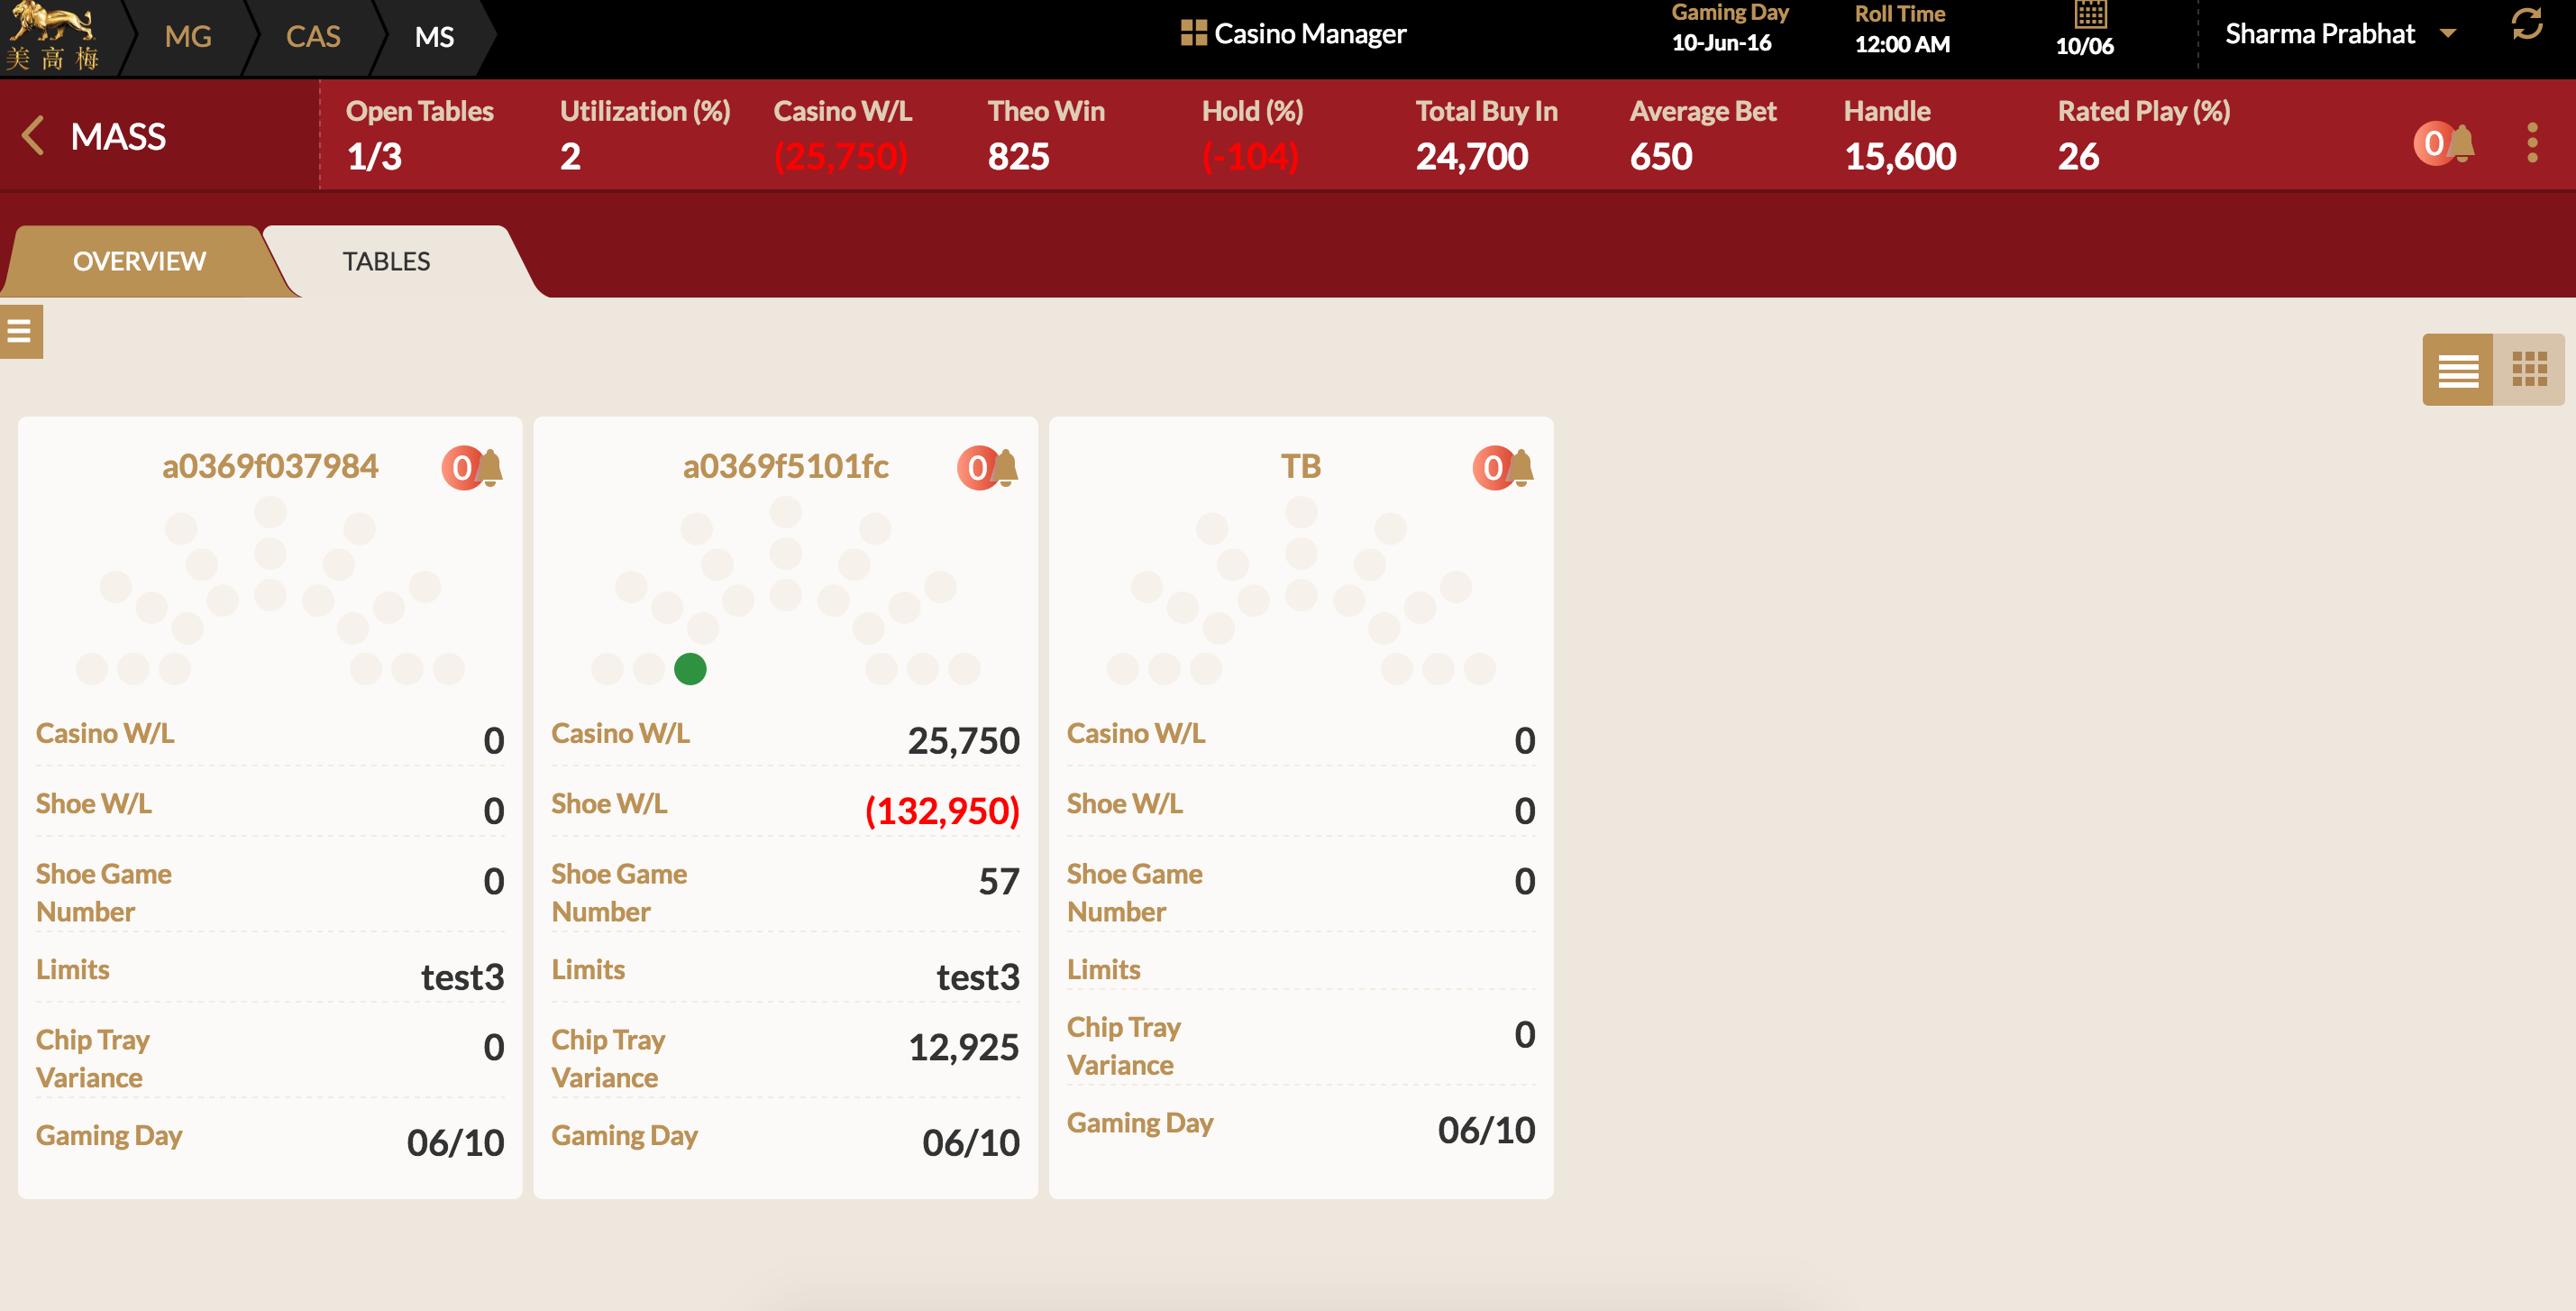 美高梅
MG
CAS
MS
Casino Manager
Gaming Day
10-Jun-16
Roll Time
12:00 AM
10/06
Sharma Prabhat
MASS
Open Tables
1/3
Utilization (%)
2
Casino W/L
(25,750)
Theo Win
825
Hold (%)
(-104)
Total Buy In
24,700
Average Bet
650
Handle
15,600
Rated Play (%)
26
0
OVERVIEW
TABLES
a0369f037984
0
Casino W/L
0
Shoe W/L
0
Shoe Game
Number
0
Limits
test3
Chip Tray
Variance
0
Gaming Day
06/10
a0369f5101fc
0
Casino W/L
25,750
Shoe W/L
(132,950)
Shoe Game
Number
57
Limits
test3
Chip Tray
Variance
12,925
Gaming Day
06/10
TB
0
Casino W/L
0
Shoe W/L
0
Shoe Game
Number
0
Limits
Chip Tray
Variance
0
Gaming Day
06/10